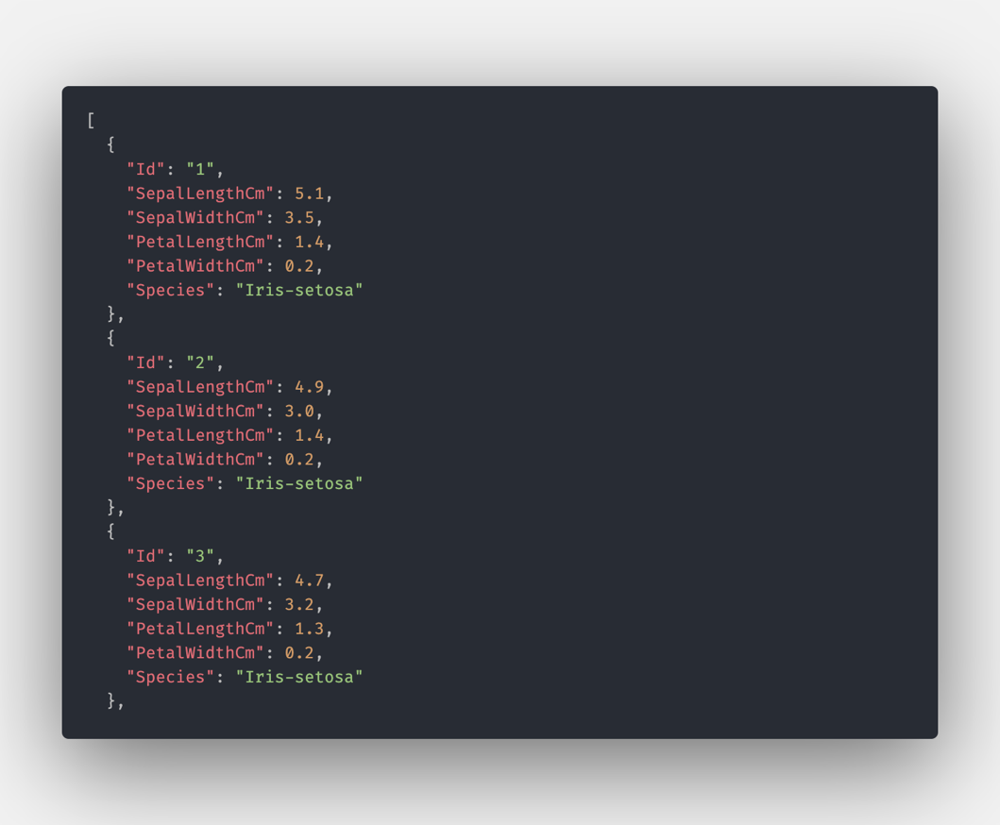 [
  {
    "Id": "1",
    "SepalLengthCm": 5.1,
    "SepalWidthCm": 3.5,
    "PetalLengthCm": 1.4,
    "PetalWidthCm": 0.2,
    "Species": "Iris-setosa"
  },
  {
    "Id": "2",
    "SepalLengthCm": 4.9,
    "SepalWidthCm": 3.0,
    "PetalLengthCm": 1.4,
    "PetalWidthCm": 0.2,
    "Species": "Iris-setosa"
  },
  {
    "Id": "3",
    "SepalLengthCm": 4.7,
    "SepalWidthCm": 3.2,
    "PetalLengthCm": 1.3,
    "PetalWidthCm": 0.2,
    "Species": "Iris-setosa"
  },